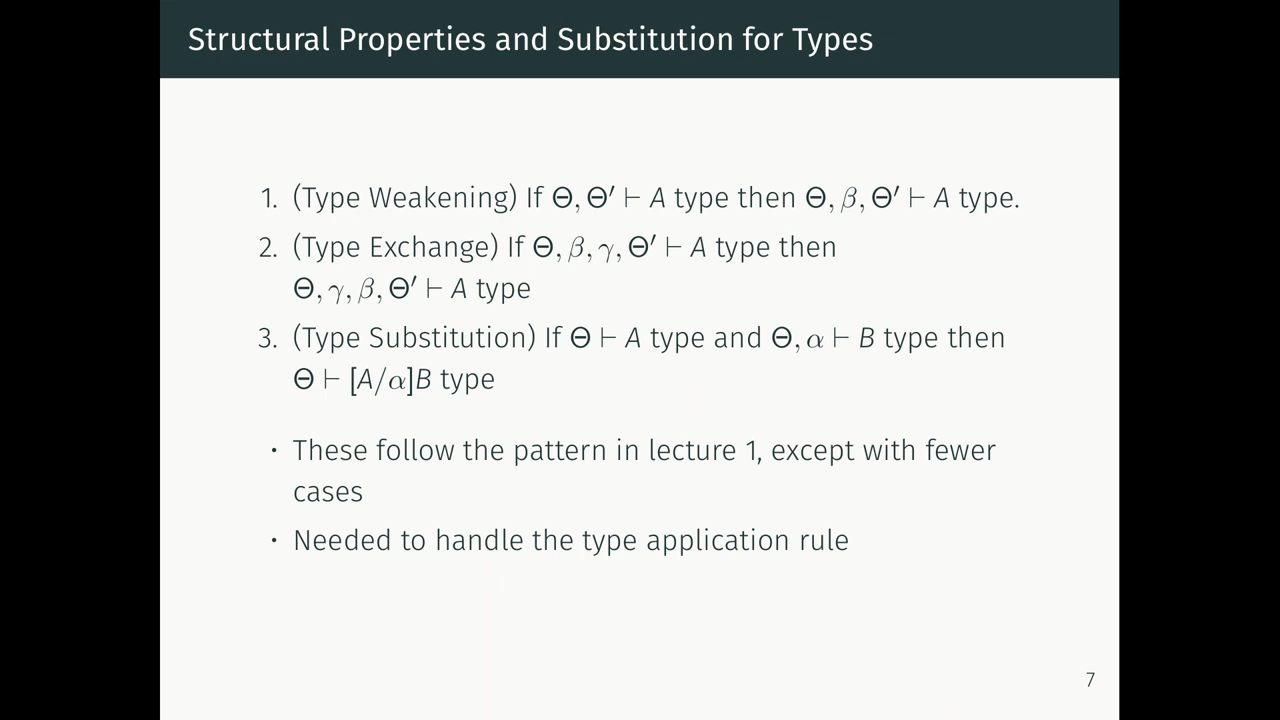 Structural Properties and Substitution for Types
1. (Type Weakening) If Θ, Θ′ ⊢ A type then Θ, β, Θ′ ⊢ A type.
2. (Type Exchange) If Θ, β, γ, Θ′ ⊢ A type then
Θ, γ, β, Θ′ ⊢ A type
3. (Type Substitution) If Θ ⊢ A type and Θ, α ⊢ B type then
Θ ⊢ [A/α]B type
· These follow the pattern in lecture 1, except with fewer
cases
· Needed to handle the type application rule
7